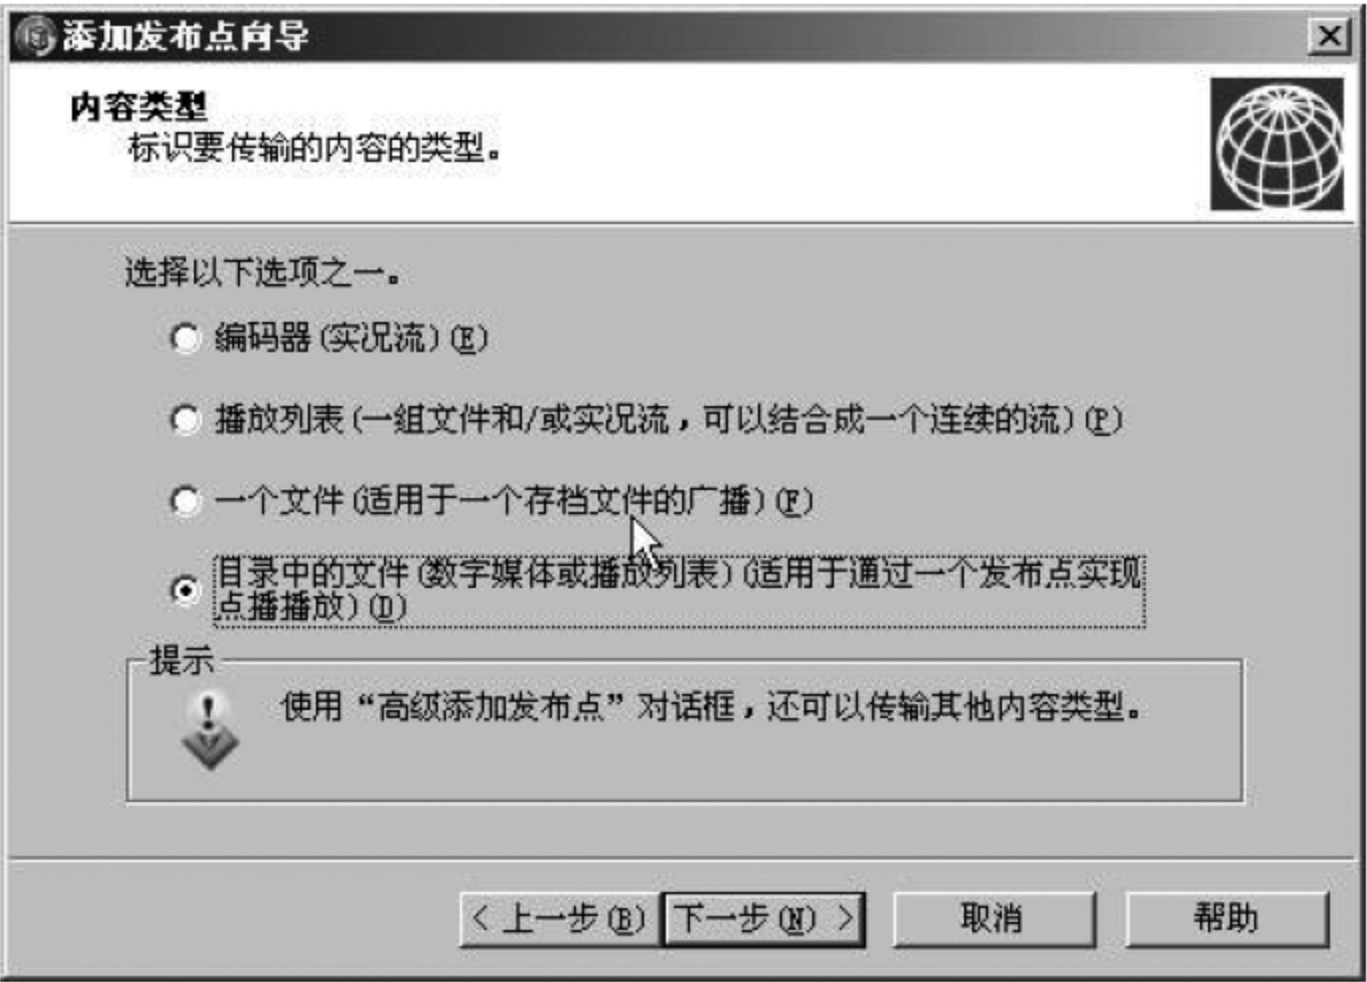 添加发布点向导
内容类型
标识要传输的内容的类型。
选择以下选项之一。
编码器(实况流)(E)
播放列表(一组文件和/或实况流，可以结合成一个连续的流)(P)
一个文件(适用于一个存档文件的广播)(F)
目录中的文件(数字媒体或播放列表)(适用于通过一个发布点实现
点播播放)(D)
提示
使用“高级添加发布点”对话框，还可以传输其他内容类型。
< 上一步(B) 下一步(N) > 取消 帮助